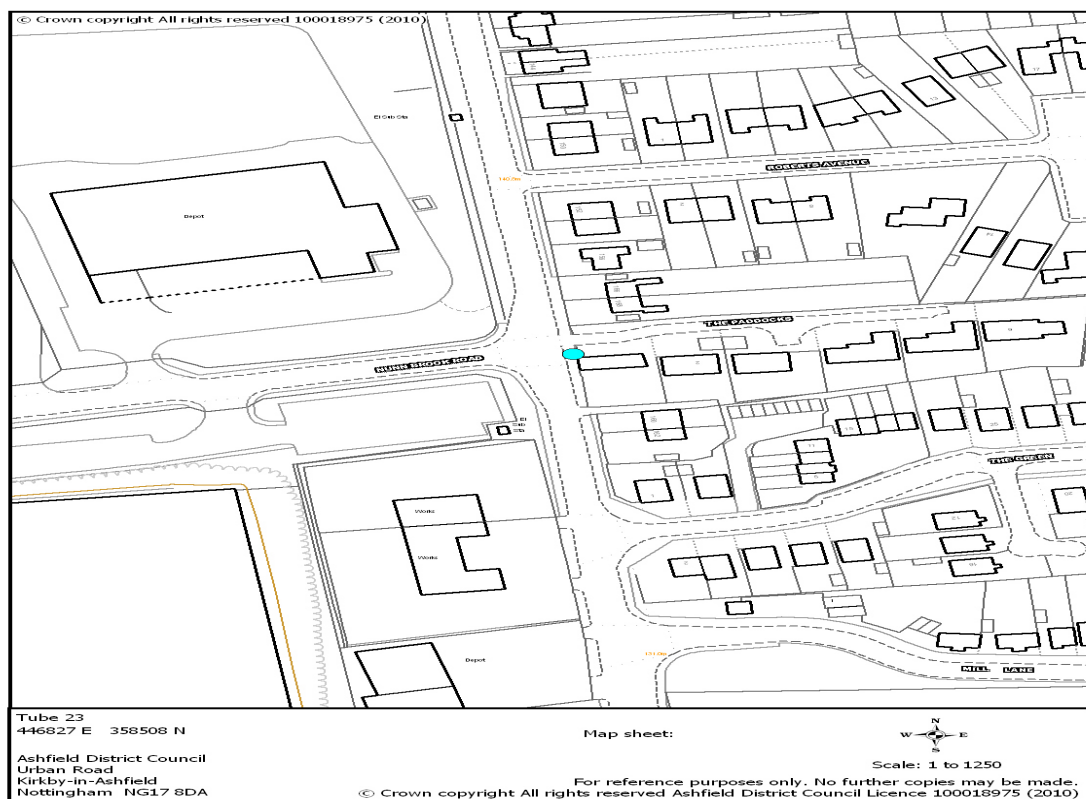 © Crown copyright All rights reserved 100018975 (2010)
El Sub Sta
ROBERTS AVENUE
Depot
THE PADDOCKS
NUNN BROOK ROAD
El
Sub
Sta
THE GREEN
Works
Works
Depot
MILL LANE
Tube 23
446827 E 358508 N
Ashfield District Council
Urban Road
Kirkby-in-Ashfield
Nottingham NG17 8DA
Map sheet:
N
W E
S
Scale: 1 to 1250
For reference purposes only. No further copies may be made.
© Crown copyright All rights reserved Ashfield District Council Licence 100018975 (2010)